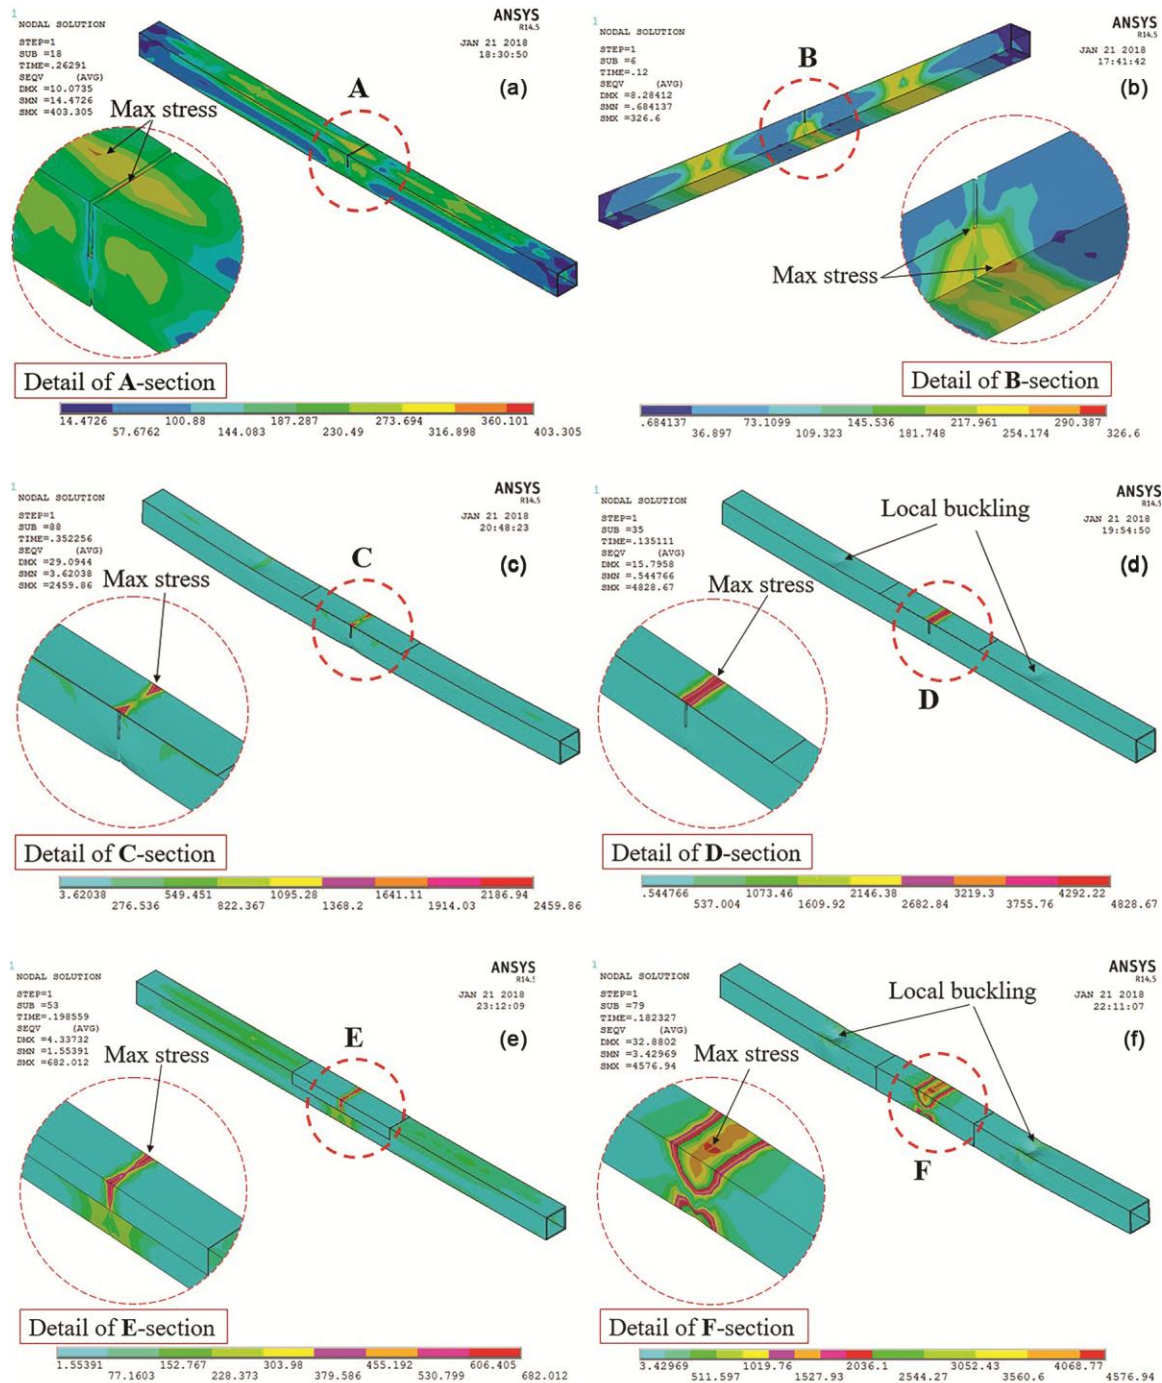 1
NODAL SOLUTION
STEP=1
SUB =18
TIME=.26291
SEQV (AVG)
DMX =10.0735
SMN =14.4726
SMX =403.305
ANSYS
R14.5
JAN 21 2018
18:30:50
(a)
A
Max stress
Detail of A-section
14.4726 100.88 187.287 273.694 360.101
57.6762 144.083 230.49 316.898 403.305
1
NODAL SOLUTION
STEP=1
SUB =6
TIME=.12
SEQV (AVG)
DMX =8.28412
SMN =.684137
SMX =326.6
ANSYS
R14.5
JAN 21 2018
17:41:42
(b)
B
Max stress
Detail of B-section
.684137 73.1099 145.536 217.961 290.387
36.897 109.323 181.748 254.174 326.6
1
NODAL SOLUTION
STEP=1
SUB =88
TIME=.352256
SEQV (AVG)
DMX =29.0944
SMN =3.62038
SMX =2459.86
ANSYS
R14.5
JAN 21 2018
20:48:23
(c)
C
Max stress
Detail of C-section
3.62038 549.451 1095.28 1641.11 2186.94
276.536 822.367 1368.2 1914.03 2459.86
1
NODAL SOLUTION
STEP=1
SUB =35
TIME=.135111
SEQV (AVG)
DMX =15.7958
SMN =.544766
SMX =4828.67
ANSYS
R14.5
JAN 21 2018
19:54:50
(d)
Local buckling
Max stress
D
Detail of D-section
.544766 1073.46 2146.38 3219.3 4292.22
537.004 1609.92 2682.84 3755.76 4828.67
1
NODAL SOLUTION
STEP=1
SUB =53
TIME=.198559
SEQV (AVG)
DMX =4.33732
SMN =1.55391
SMX =682.012
ANSYS
R14.5
JAN 21 2018
23:12:09
(e)
E
Max stress
Detail of E-section
1.55391 152.767 303.98 455.192 606.405
77.1603 228.373 379.586 530.799 682.012
1
NODAL SOLUTION
STEP=1
SUB =79
TIME=.182327
SEQV (AVG)
DMX =32.8802
SMN =3.42969
SMX =4576.94
ANSYS
R14.5
JAN 21 2018
22:11:07
(f)
Local buckling
Max stress
F
Detail of F-section
3.42969 1019.76 2036.1 3052.43 4068.77
511.597 1527.93 2544.27 3560.6 4576.94